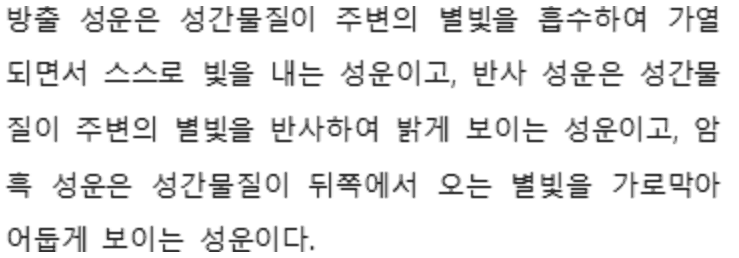 방출 성운은 성간물질이 주변의 별빛을 흡수하여 가열
되면서 스스로 빛을 내는 성운이고, 반사 성운은 성간물
질이 주변의 별빛을 반사하여 밝게 보이는 성운이고, 암
흑 성운은 성간물질이 뒤쪽에서 오는 별빛을 가로막아
어둡게 보이는 성운이다.